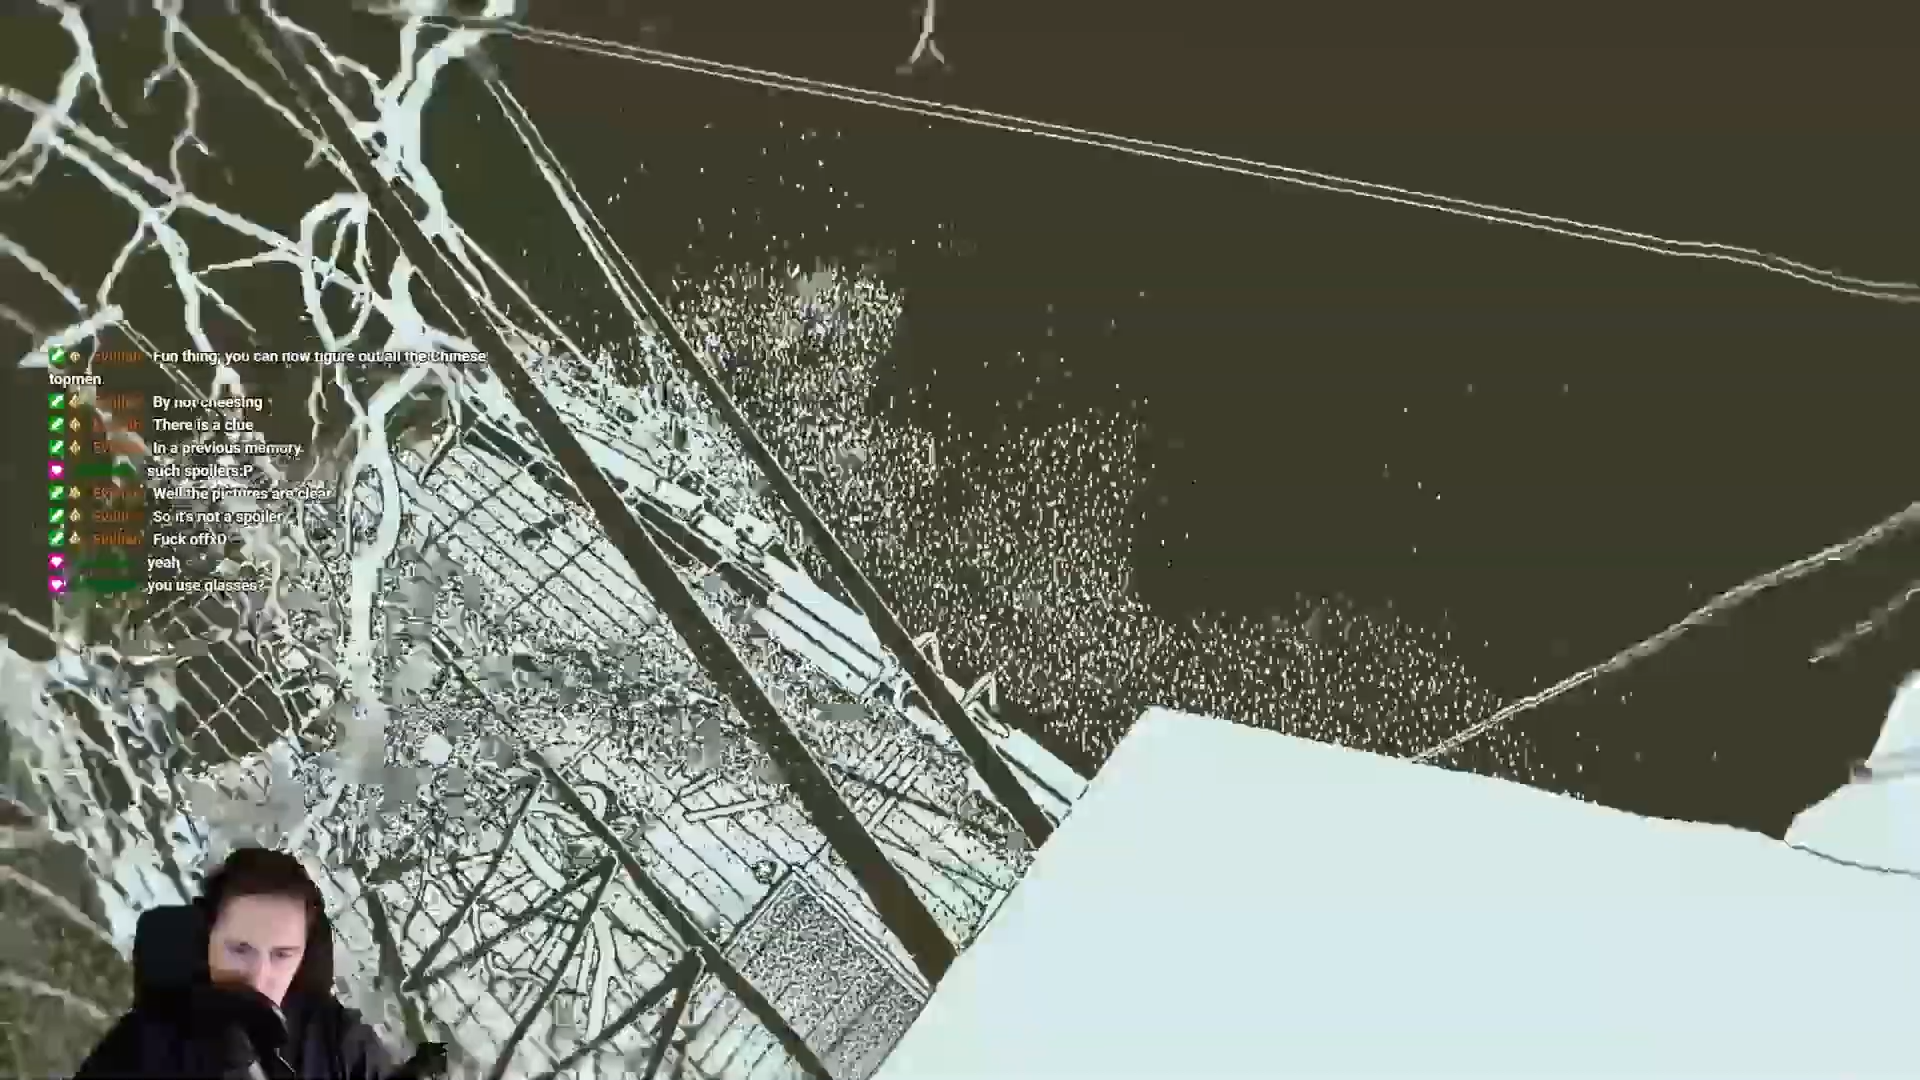 Fun thing; you can now figure out all the Chinese
topmen.
By not cheesing
There is a clue
In a previous memory.
such spoilers:P
Evilian Well the pictures are clear
So it's not a spoiler
Fuck off xD
yeah
you use glasses?